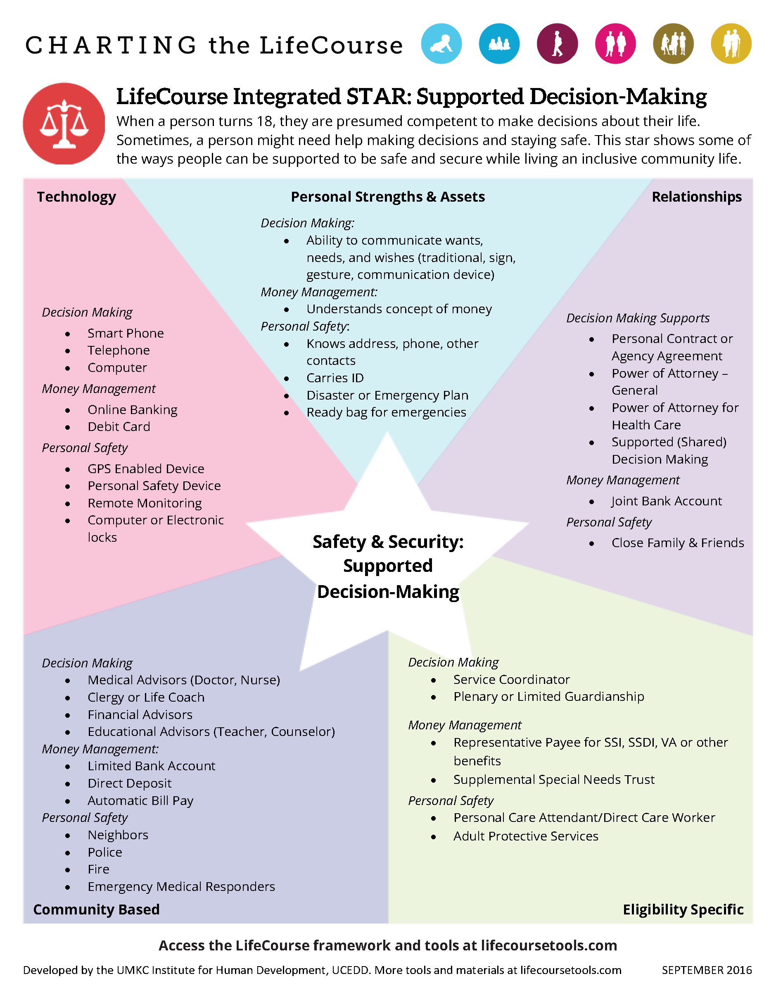 CHARTING the LifeCourse
LifeCourse Integrated STAR: Supported Decision-Making
When a person turns 18, they are presumed competent to make decisions about their life.
Sometimes, a person might need help making decisions and staying safe. This star shows some of
the ways people can be supported to be safe and secure while living an inclusive community life.
Technology
Decision Making
• Smart Phone
• Telephone
• Computer
Money Management
• Online Banking
• Debit Card
Personal Safety
• GPS Enabled Device
• Personal Safety Device
• Remote Monitoring
• Computer or Electronic
locks
Personal Strengths & Assets
Decision Making:
• Ability to communicate wants,
needs, and wishes (traditional, sign,
gesture, communication device)
Money Management:
• Understands concept of money
Personal Safety:
• Knows address, phone, other
contacts
• Carries ID
• Disaster or Emergency Plan
• Ready bag for emergencies
Relationships
Decision Making Supports
• Personal Contract or
Agency Agreement
• Power of Attorney –
General
• Power of Attorney for
Health Care
• Supported (Shared)
Decision Making
Money Management
• Joint Bank Account
Personal Safety
• Close Family & Friends
Safety & Security:
Supported
Decision-Making
Decision Making
• Medical Advisors (Doctor, Nurse)
• Clergy or Life Coach
• Financial Advisors
• Educational Advisors (Teacher, Counselor)
Money Management:
• Limited Bank Account
• Direct Deposit
• Automatic Bill Pay
Personal Safety
• Neighbors
• Police
• Fire
• Emergency Medical Responders
Community Based
Decision Making
• Service Coordinator
• Plenary or Limited Guardianship
Money Management
• Representative Payee for SSI, SSDI, VA or other
benefits
• Supplemental Special Needs Trust
Personal Safety
• Personal Care Attendant/Direct Care Worker
• Adult Protective Services
Eligibility Specific
Access the LifeCourse framework and tools at lifecoursetools.com
Developed by the UMKC Institute for Human Development, UCEDD. More tools and materials at lifecoursetools.com
SEPTEMBER 2016